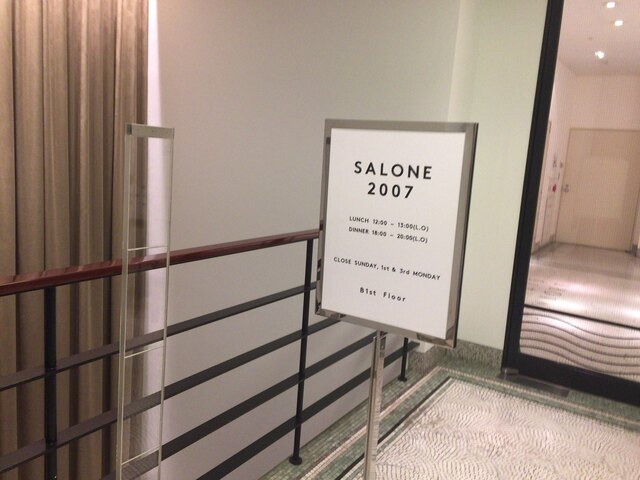 SALONE
2007
LUNCH 12:00 - 13:00(L.O)
DINNER 18:00 - 20:00(L.O)
CLOSE SUNDAY, 1st & 3rd MONDAY
B1st Floor